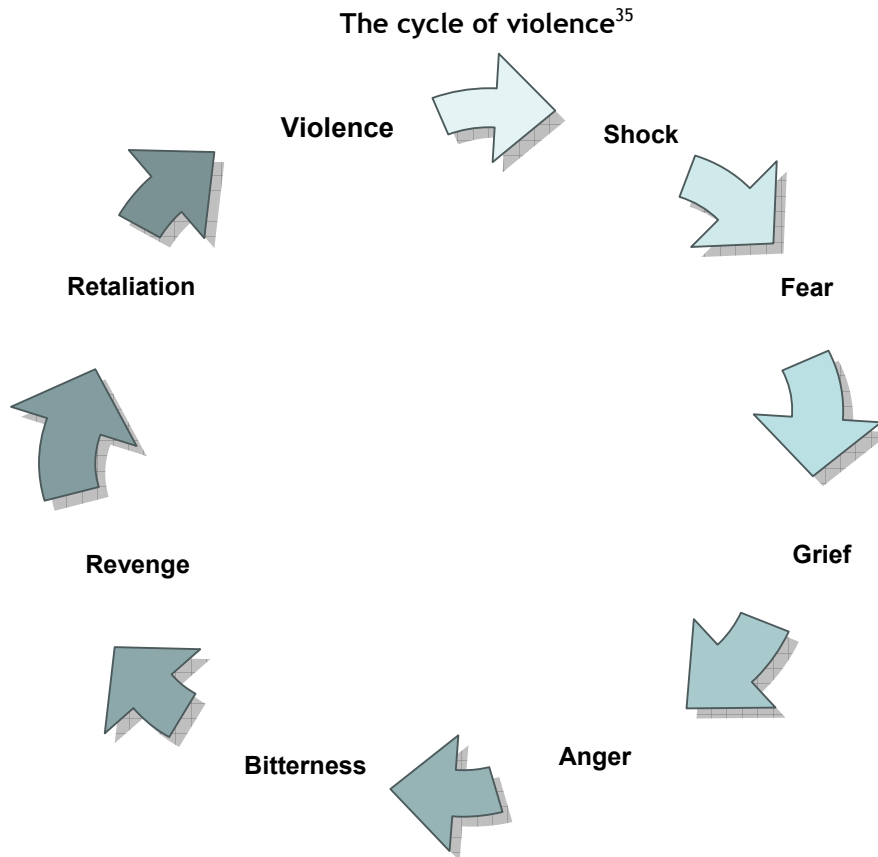 The cycle of violence35
Violence
Shock
Fear
Grief
Anger
Bitterness
Revenge
Retaliation